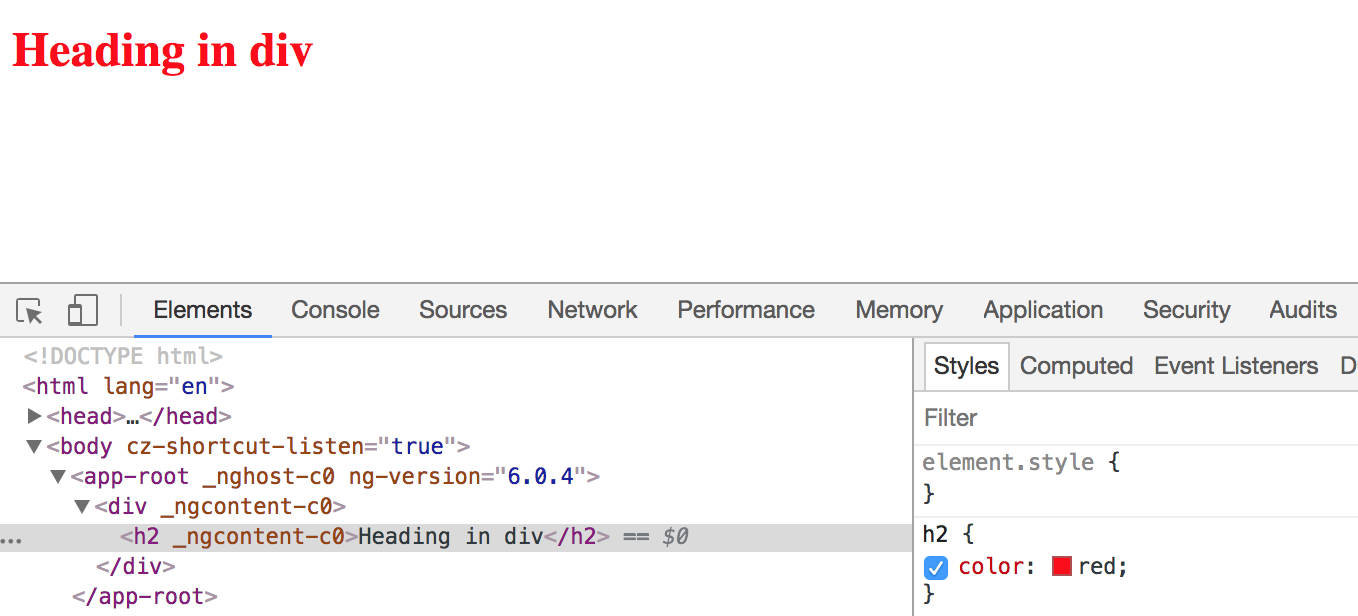 Heading in div
Elements Console Sources Network Performance Memory Application Security Audits
<!DOCTYPE html>
<html lang="en">
<head>…</head>
<body cz-shortcut-listen="true">
<app-root _nghost-c0 ng-version="6.0.4">
<div _ngcontent-c0>
... <h2 _ngcontent-c0>Heading in div</h2> == $0
</div>
</app-root>
Styles Computed Event Listeners D
Filter
element.style {
}
h2 {
color: red;
}